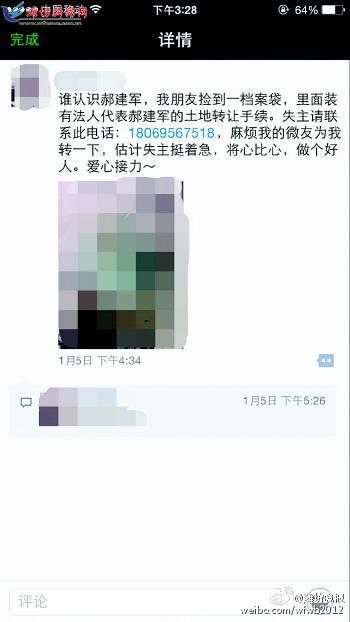 中国移动
下午3:28
64%
完成
详情
谁认识郝建军，我朋友捡到一档案袋，里面装
有法人代表郝建军的土地转让手续。失主请联
系此电话：18069567518，麻烦我的微友为我
转一下，估计失主挺着急，将心比心，做个好
人。爱心接力～
1月5日 下午4:34
1月5日 下午5:26
评论
@潍坊晚报
weibo.com/wfwb2012